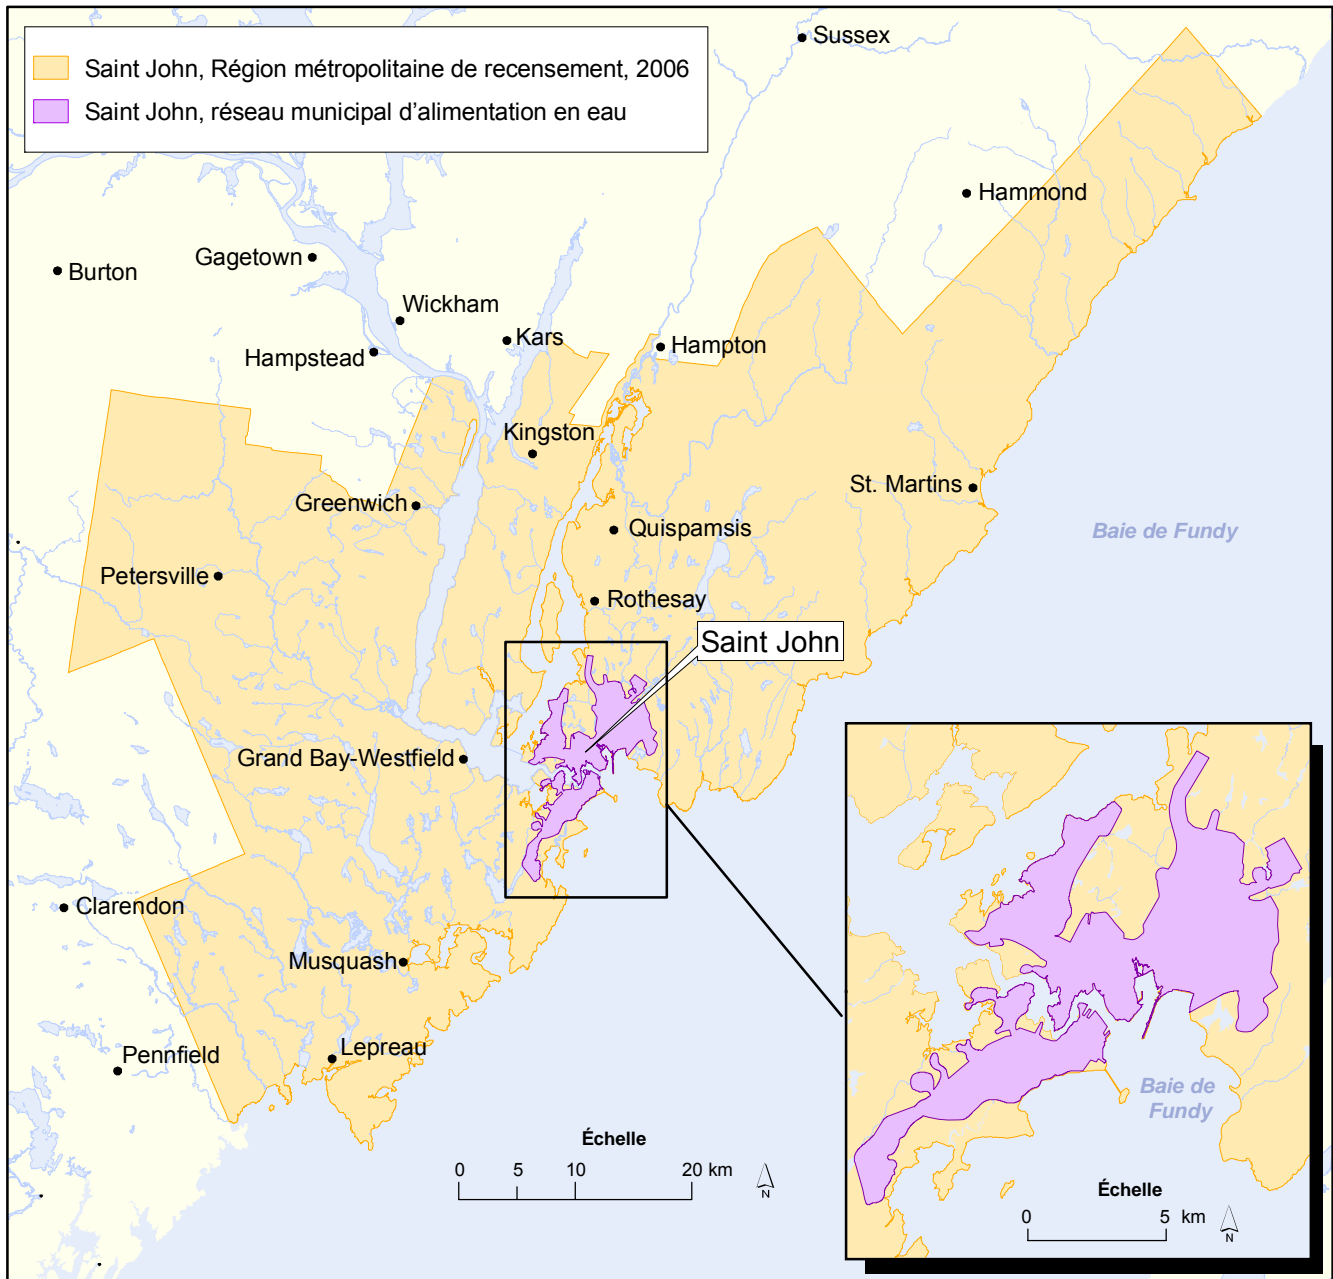 Saint John, Région métropolitaine de recensement, 2006
Saint John, réseau municipal d'alimentation en eau
Sussex
Hammond
Gagetown
Burton
Wickham
Kars
Hampton
Hampstead
Kingston
St. Martins
Greenwich
Quispamsis
Baie de Fundy
Petersville
Rothesay
Saint John
Grand Bay-Westfield
Clarendon
Musquash
Lepreau
Pennfield
Échelle
0 5 10 20 km
N
Baie de
Fundy
Échelle
0 5 km
N